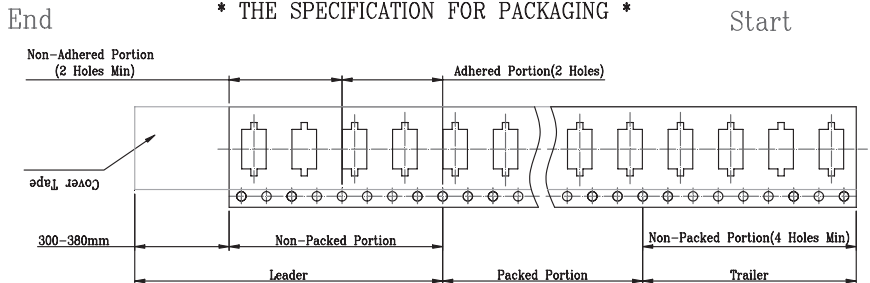 * THE SPECIFICATION FOR PACKAGING *
End
Start
Non-Adhered Portion
(2 Holes Min)
Adhered Portion(2 Holes)
Cover Tape
300-380mm
Non-Packed Portion
Non-Packed Portion(4 Holes Min)
Leader
Packed Portion
Trailer